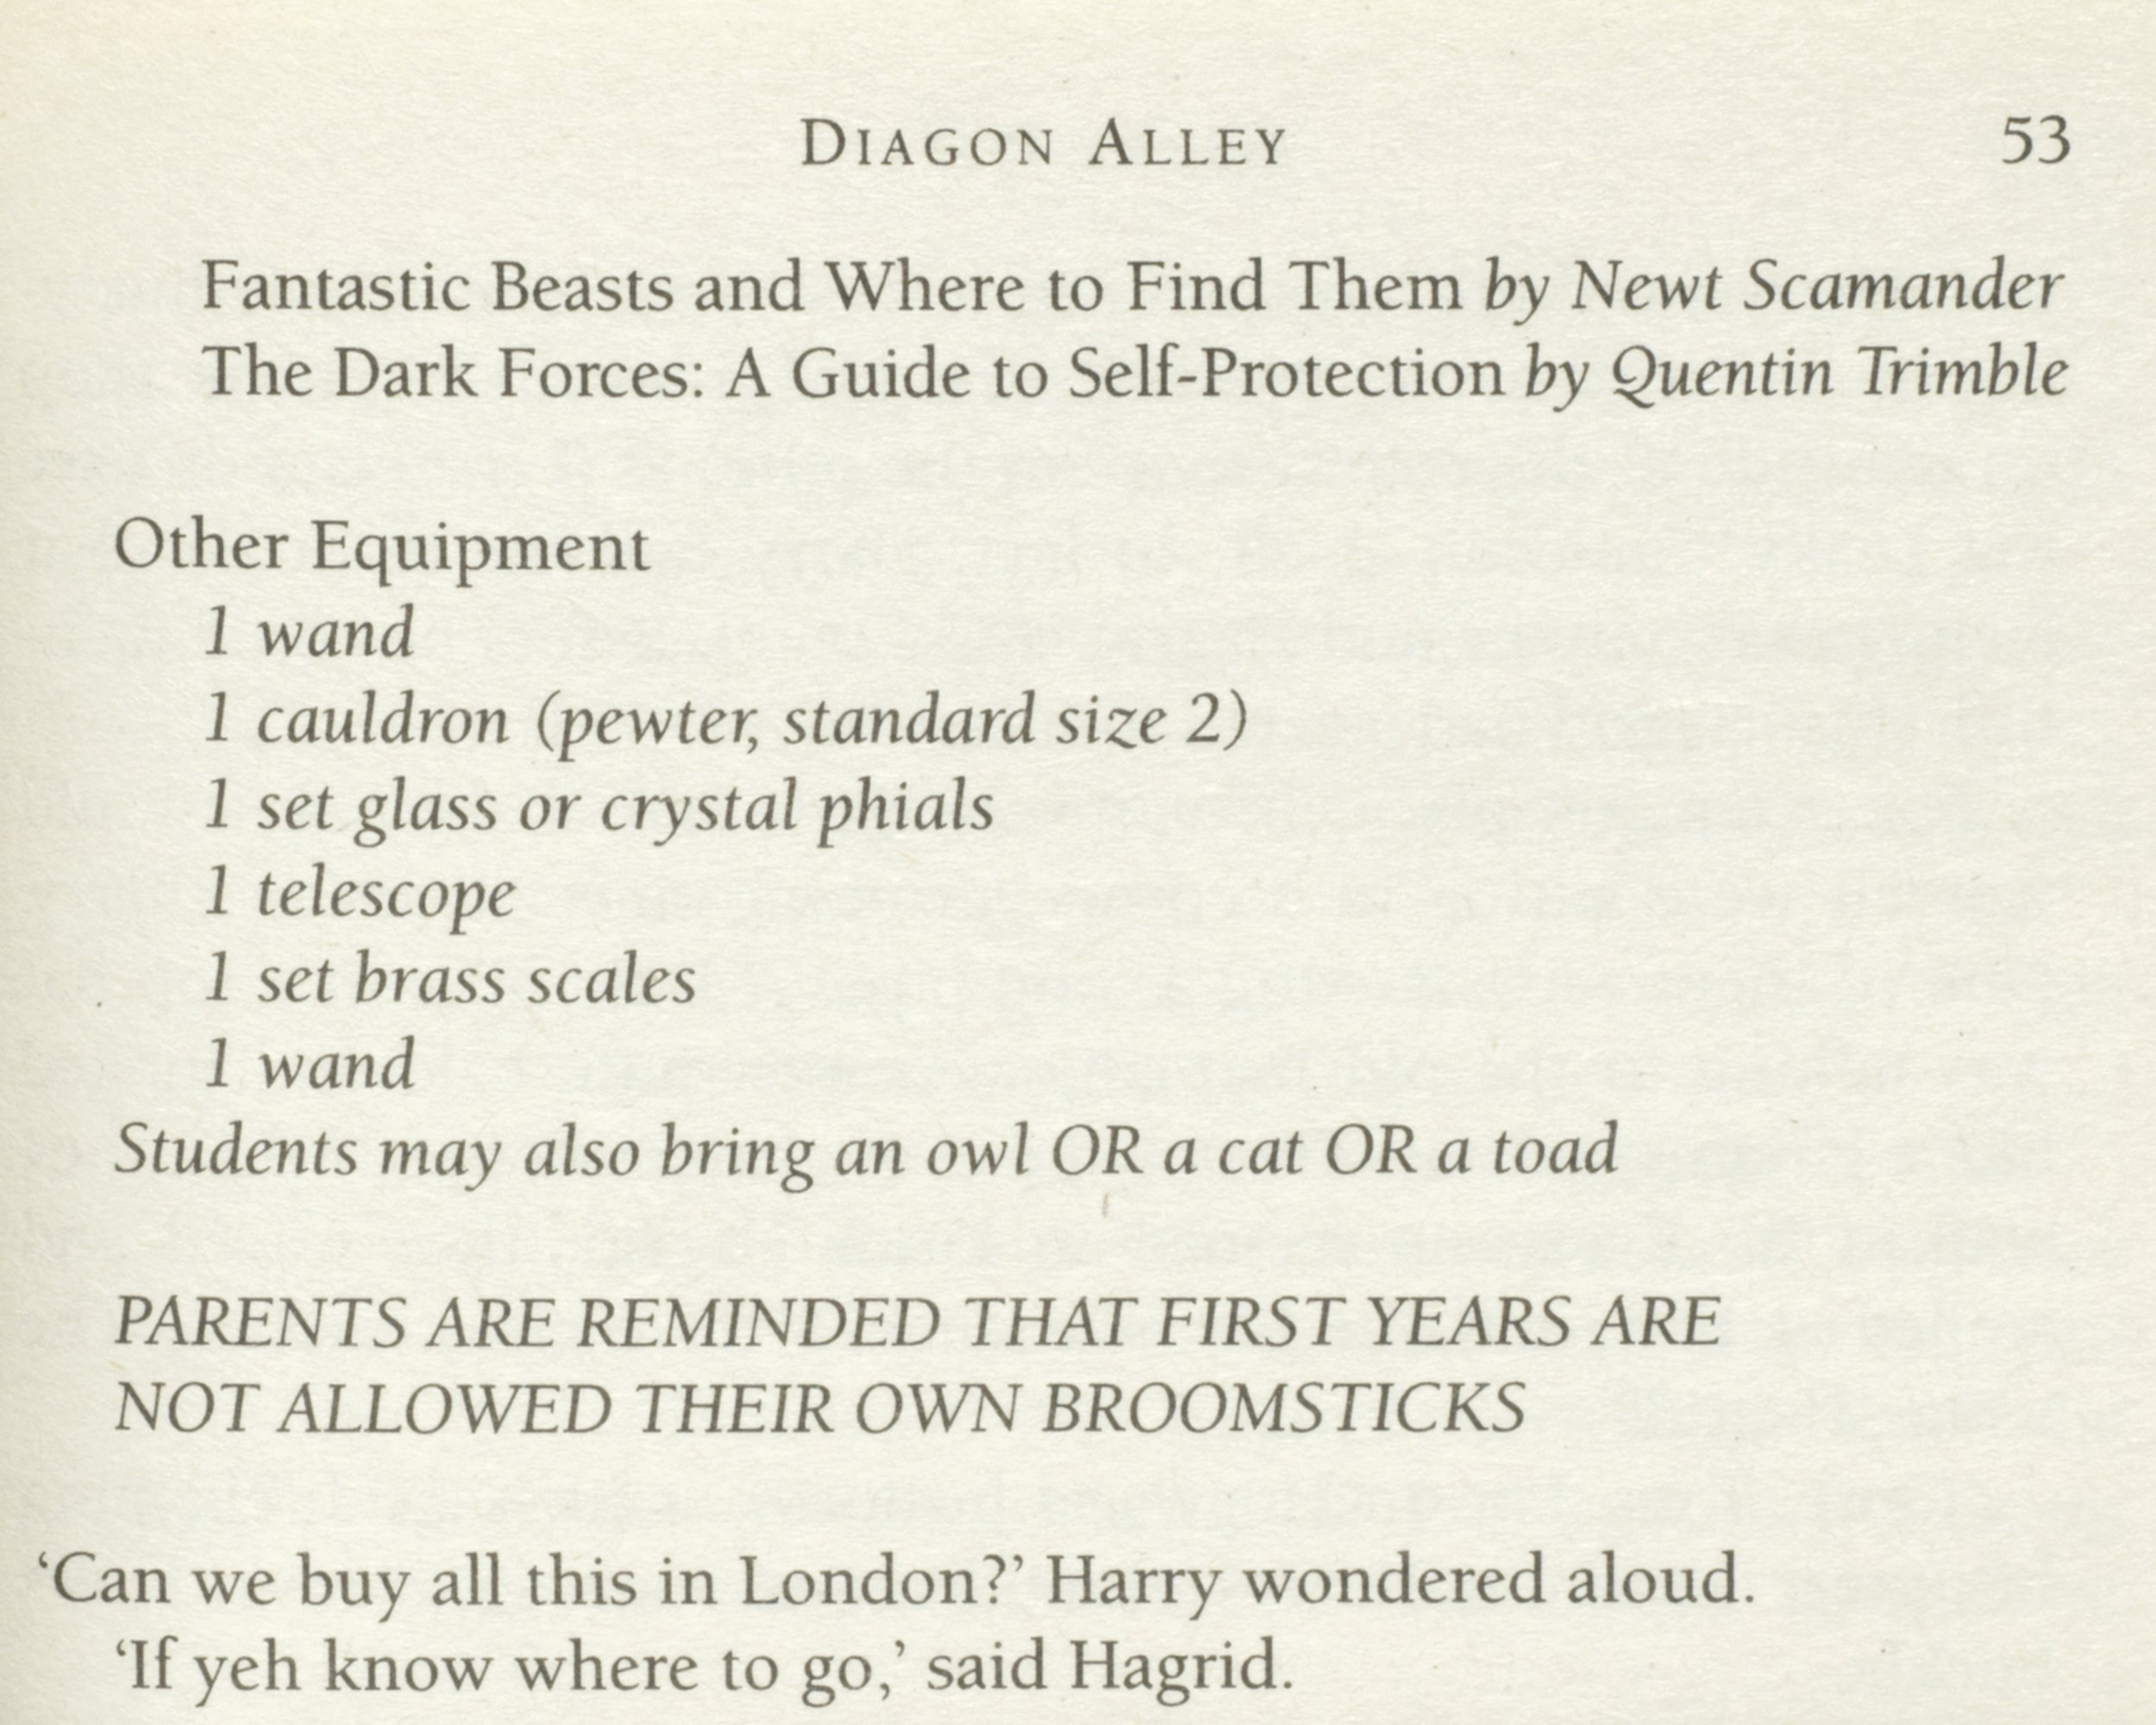 DIAGON ALLEY 53
Fantastic Beasts and Where to Find Them by Newt Scamander
The Dark Forces: A Guide to Self-Protection by Quentin Trimble
Other Equipment
1 wand
1 cauldron (pewter, standard size 2)
1 set glass or crystal phials
1 telescope
1 set brass scales
1 wand
Students may also bring an owl OR a cat OR a toad
PARENTS ARE REMINDED THAT FIRST YEARS ARE
NOT ALLOWED THEIR OWN BROOMSTICKS
‘Can we buy all this in London?’ Harry wondered aloud.
‘If yeh know where to go,’ said Hagrid.